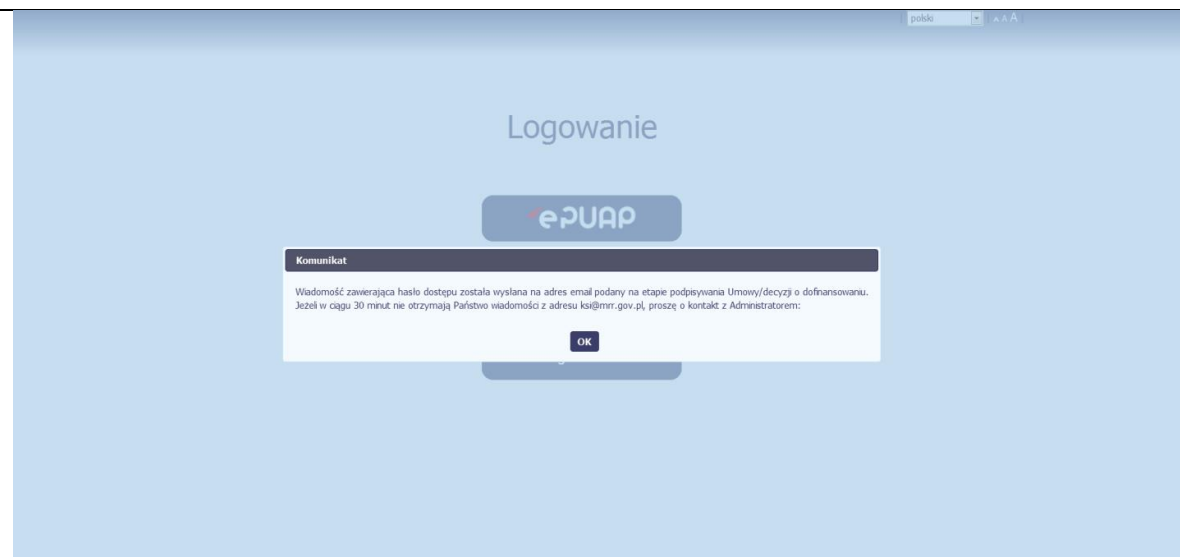 polski A A A
Logowanie
ePUAP
Komunikat
Wiadomość zawierająca hasło dostępu została wysłana na adres email podany na etapie podpisywania Umowy/decyzji o dofinansowaniu.
Jeżeli w ciągu 30 minut nie otrzymają Państwo wiadomości z adresu ksi@mrr.gov.pl, proszę o kontakt z Administratorem:
OK